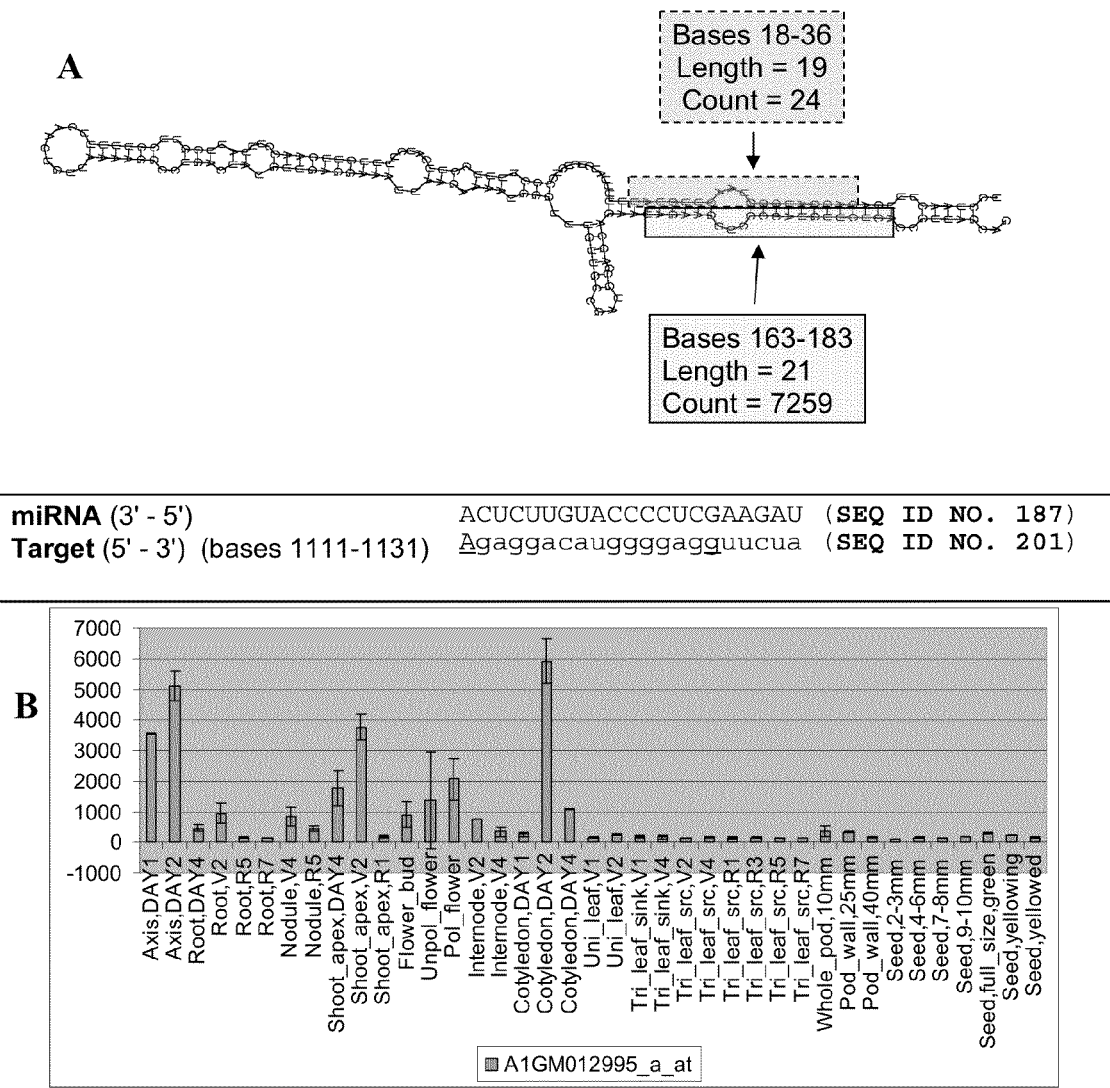 A
Bases 18-36
Length = 19
Count = 24
Bases 163-183
Length = 21
Count = 7259
miRNA (3' - 5') ACUCUUGUACCCCUCGAAGAU (SEQ ID NO. 187)
Target (5' - 3') (bases 1111-1131) Agaggacauggggagguucua (SEQ ID NO. 201)
B
7000
6000
5000
4000
3000
2000
1000
0
-1000
Axis,DAY1
Axis,DAY2
Root,DAY4
Root,V2
Root,R5
Root,R7
Nodule,V4
Nodule,R5
Shoot_apex,DAY4
Shoot_apex,V2
Shoot_apex,R1
Flower_bud
Unpol_flower
Pol_flower
Internode,V2
Internode,V4
Cotyledon,DAY1
Cotyledon,DAY2
Cotyledon,DAY4
Uni_leaf,V1
Uni_leaf,V2
Tri_leaf_sink,V1
Tri_leaf_sink,V4
Tri_leaf_src,V2
Tri_leaf_src,V4
Tri_leaf_src,R1
Tri_leaf_src,R3
Tri_leaf_src,R5
Tri_leaf_src,R7
Whole_pod,10mm
Pod_wall,25mm
Pod_wall,40mm
Seed,2-3mm
Seed,4-6mm
Seed,7-8mm
Seed,9-10mm
Seed,full_size,green
Seed,yellowing
Seed,yellowed
A1GM012995_a_at